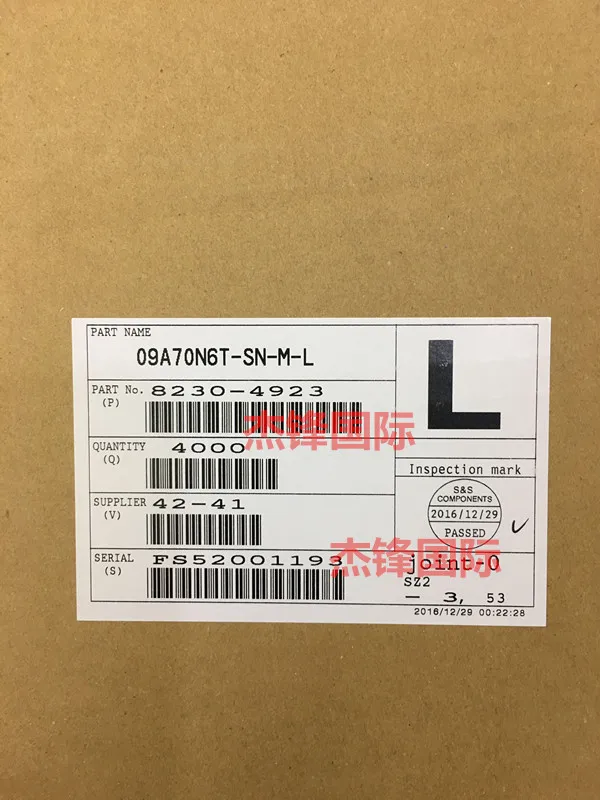 PART NAME
09A70N6T-SN-M-L
L
PART No. 8230-4923
(P)
杰锋国际
QUANTITY 4000
(Q)
Inspection mark
S&S
COMPONENTS
2016/12/29
PASSED
SUPPLIER 42-41
(V)
SERIAL FS52001193
(S)
杰锋国际
joint-0
SZ2
- 3, 53
2016/12/29 00:22:28